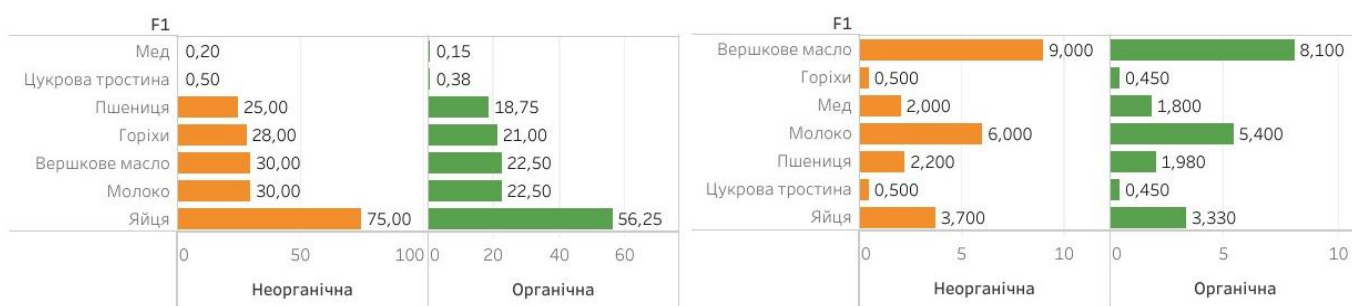 F1
Мед 0,20 0,15
Цукрова тростина 0,50 0,38
Пшениця 25,00 18,75
Горіхи 28,00 21,00
Вершкове масло 30,00 22,50
Молоко 30,00 22,50
Яйця 75,00 56,25
0 50 100 0 20 40 60
Неорганічна Органічна
F1
Вершкове масло 9,000 8,100
Горіхи 0,500 0,450
Мед 2,000 1,800
Молоко 6,000 5,400
Пшениця 2,200 1,980
Цукрова тростина 0,500 0,450
Яйця 3,700 3,330
0 5 10 0 5 10
Неорганічна Органічна